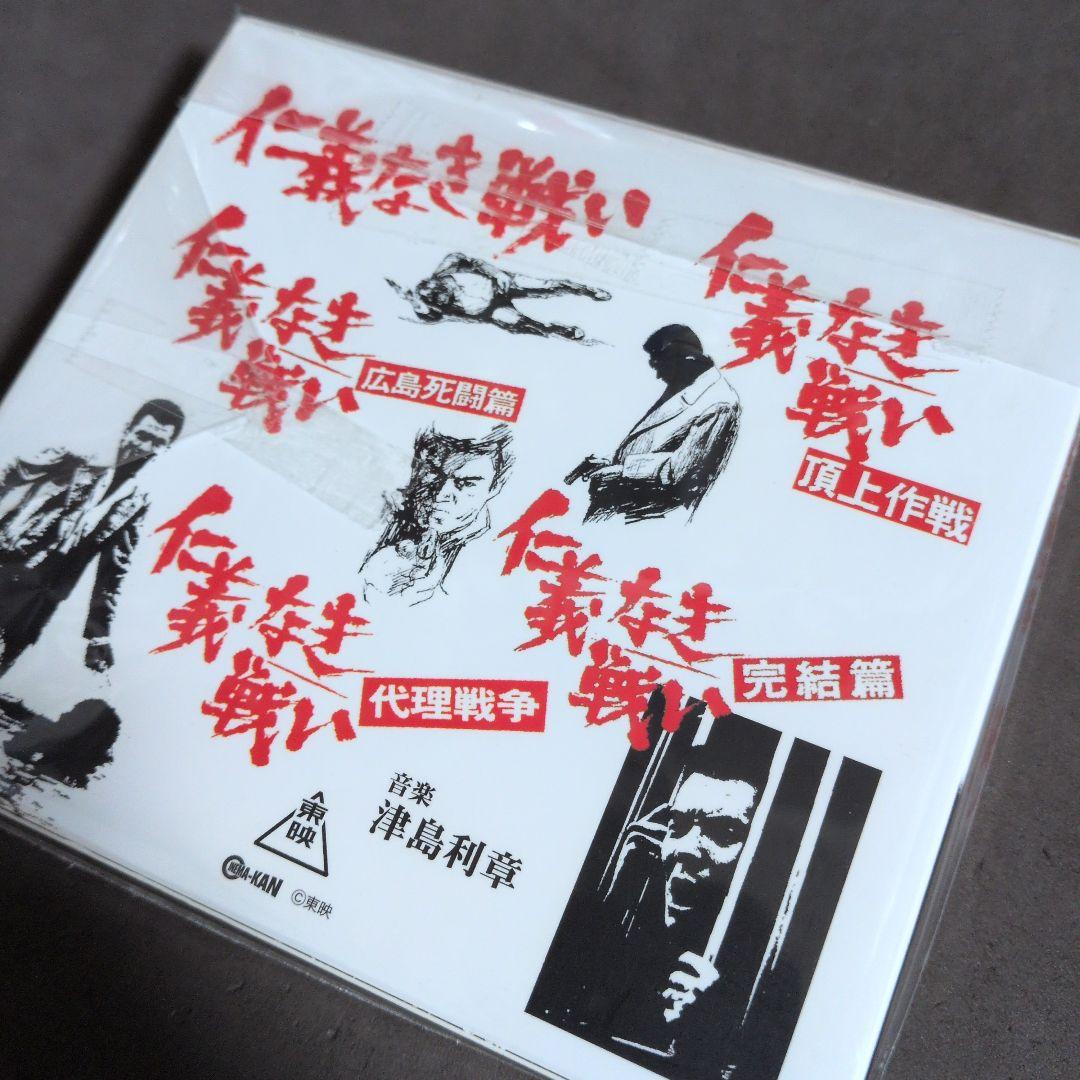 仁義なき戦い
仁義なき戦い
広島死闘篇
仁義なき戦い
頂上作戦
仁義なき戦い
代理戦争
仁義なき戦い
完結篇
音楽
津島利章
東映
CINEMA-KAN
©東映